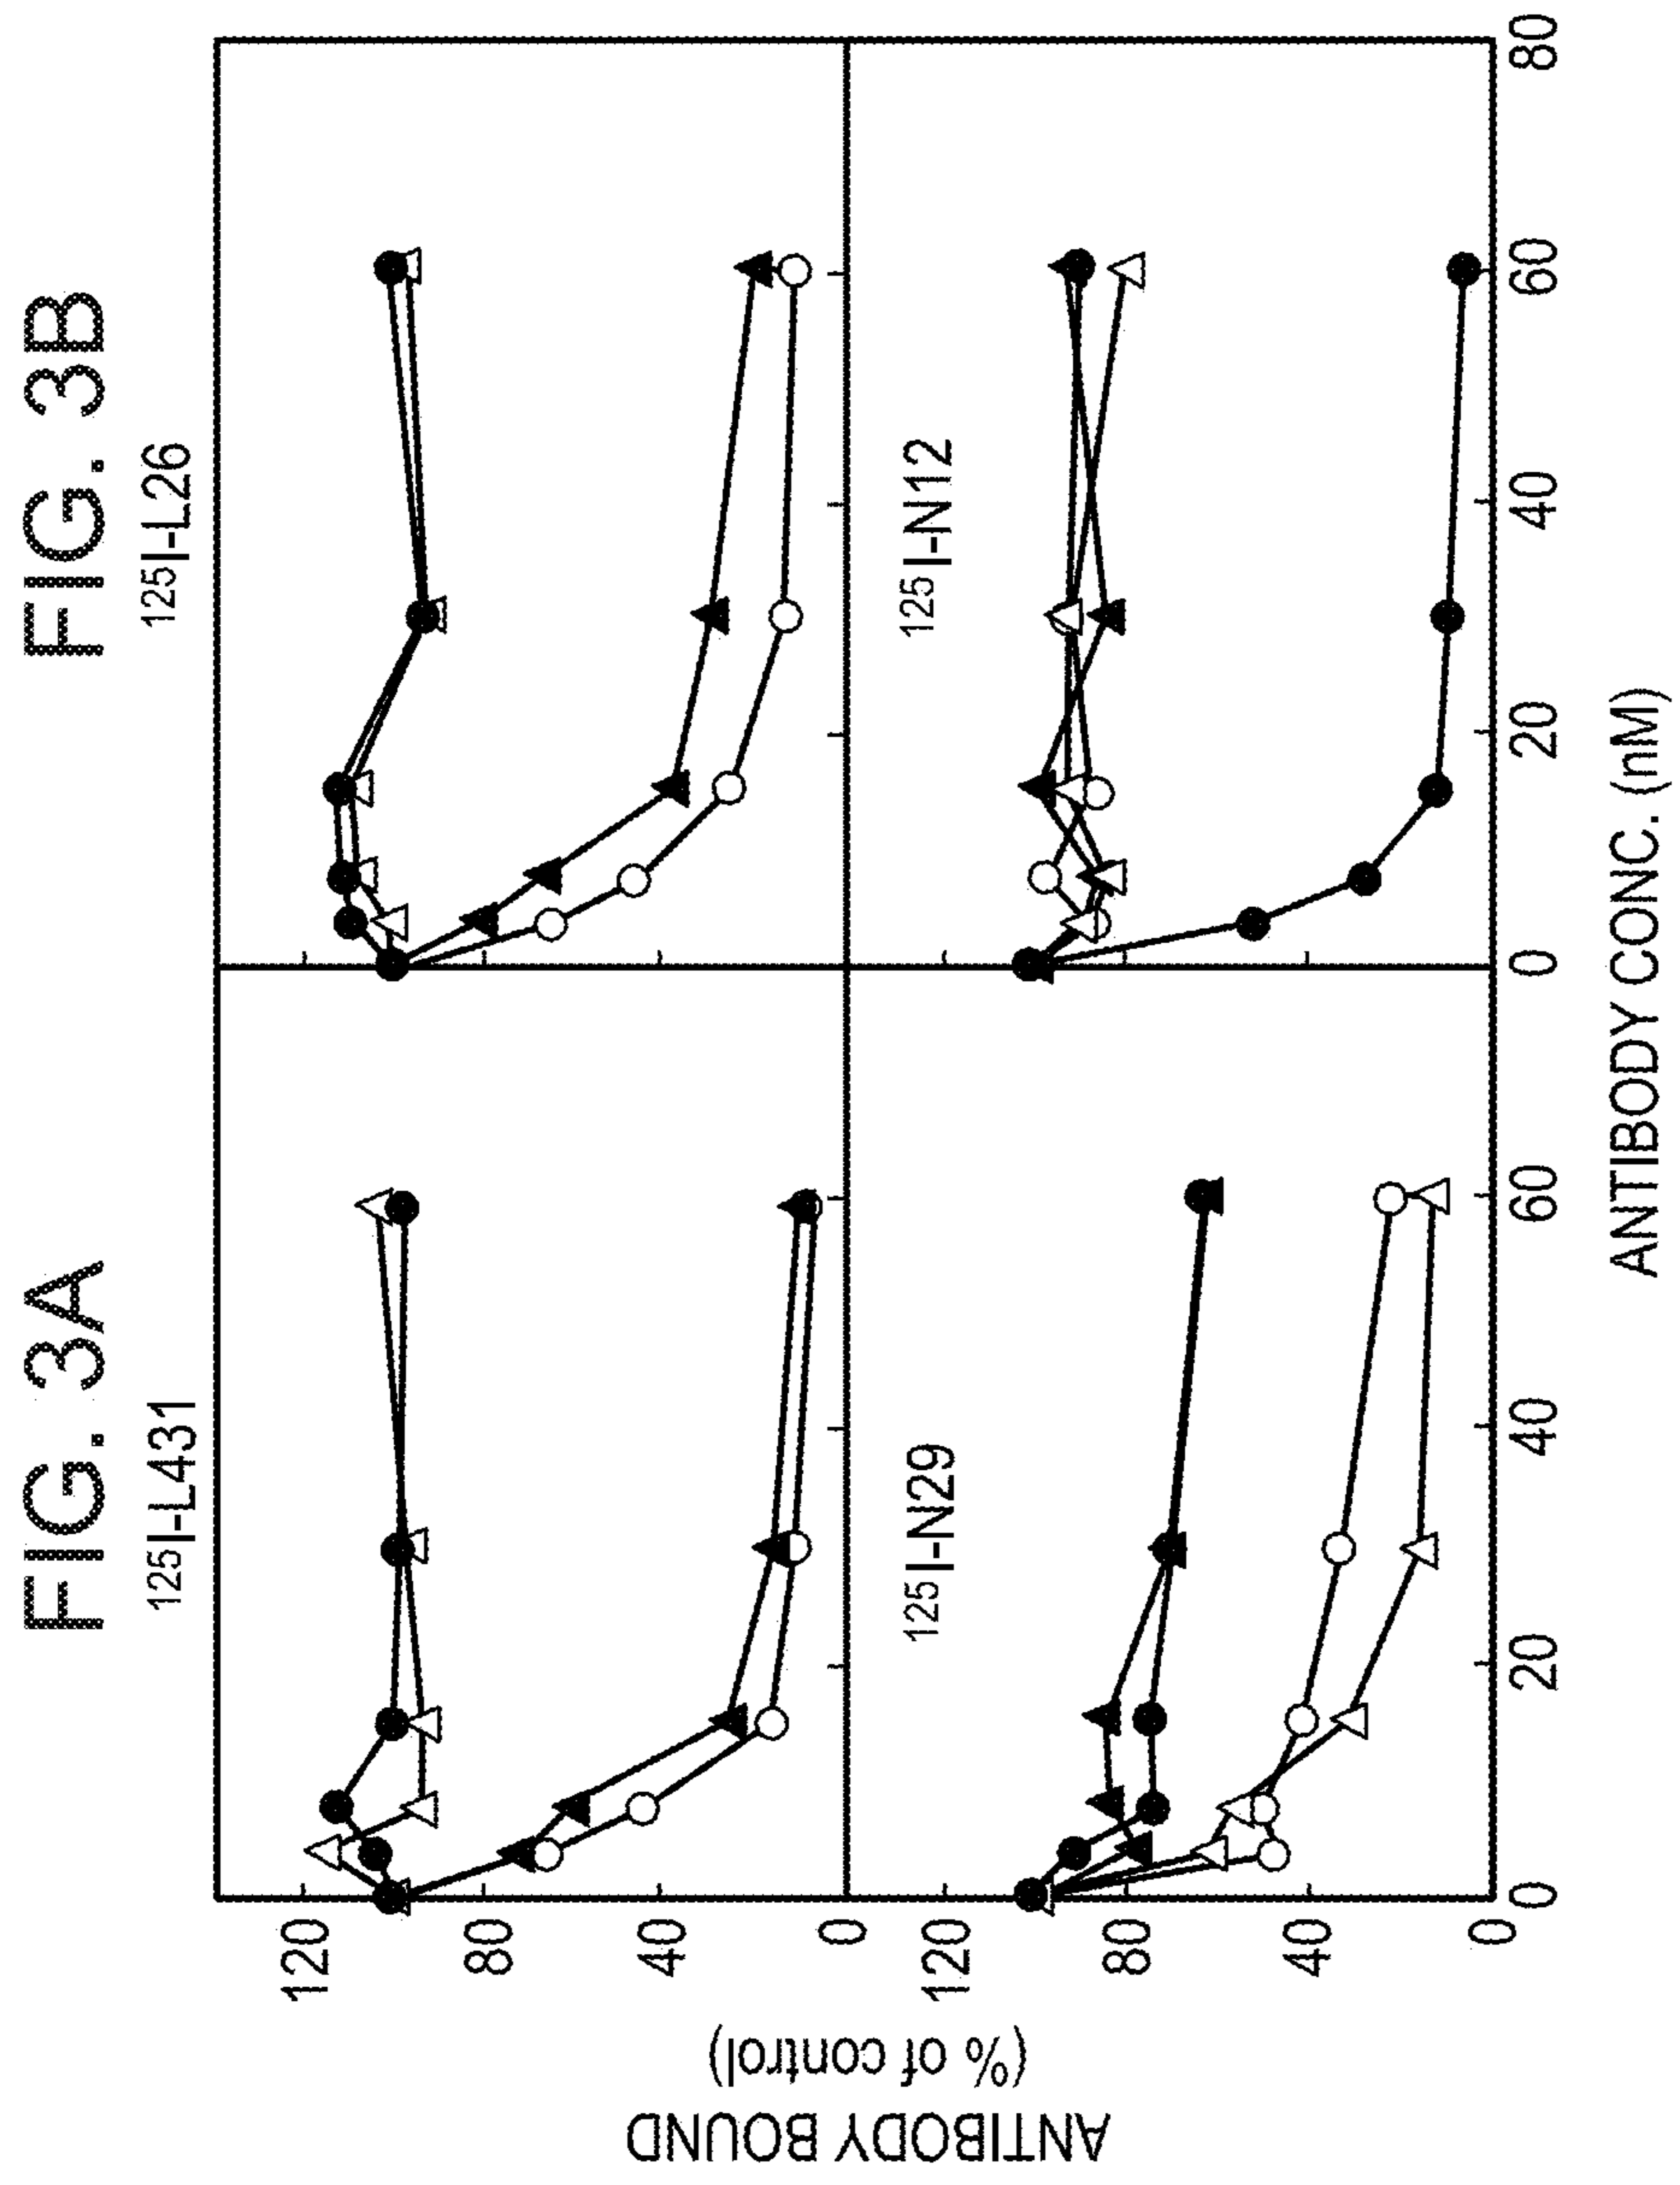 FIG. 3A
FIG. 3B
¹²⁵I-L431
¹²⁵I-L26
120
80
40
0
¹²⁵I-N29
¹²⁵I-N12
120
80
40
0
0
20
40
60
0
20
40
60
80
ANTIBODY BOUND
(% of control)
ANTIBODY CONC. (nM)